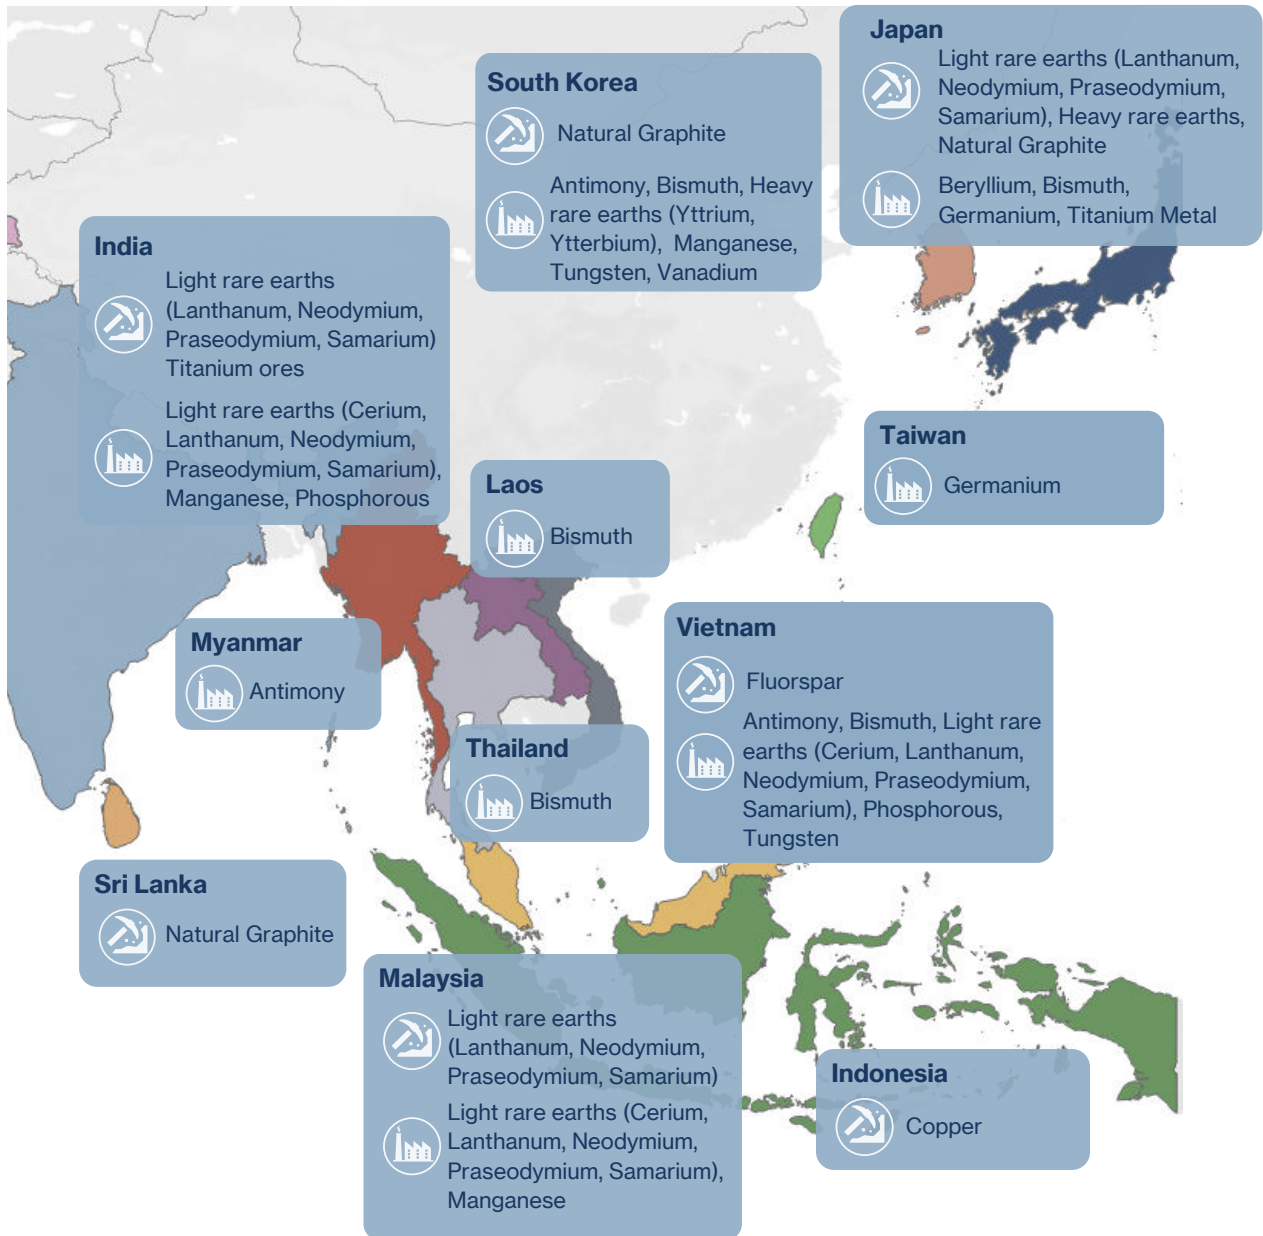 Japan
Light rare earths (Lanthanum,
Neodymium, Praseodymium,
Samarium), Heavy rare earths,
Natural Graphite
Beryllium, Bismuth,
Germanium, Titanium Metal
South Korea
Natural Graphite
Antimony, Bismuth, Heavy
rare earths (Yttrium,
Ytterbium), Manganese,
Tungsten, Vanadium
India
Light rare earths
(Lanthanum, Neodymium,
Praseodymium, Samarium)
Titanium ores
Light rare earths (Cerium,
Lanthanum, Neodymium,
Praseodymium, Samarium),
Manganese, Phosphorous
Taiwan
Germanium
Laos
Bismuth
Myanmar
Antimony
Vietnam
Fluorspar
Antimony, Bismuth, Light rare
earths (Cerium, Lanthanum,
Neodymium, Praseodymium,
Samarium), Phosphorous,
Tungsten
Thailand
Bismuth
Sri Lanka
Natural Graphite
Malaysia
Light rare earths
(Lanthanum, Neodymium,
Praseodymium, Samarium)
Light rare earths (Cerium,
Lanthanum, Neodymium,
Praseodymium, Samarium),
Manganese
Indonesia
Copper